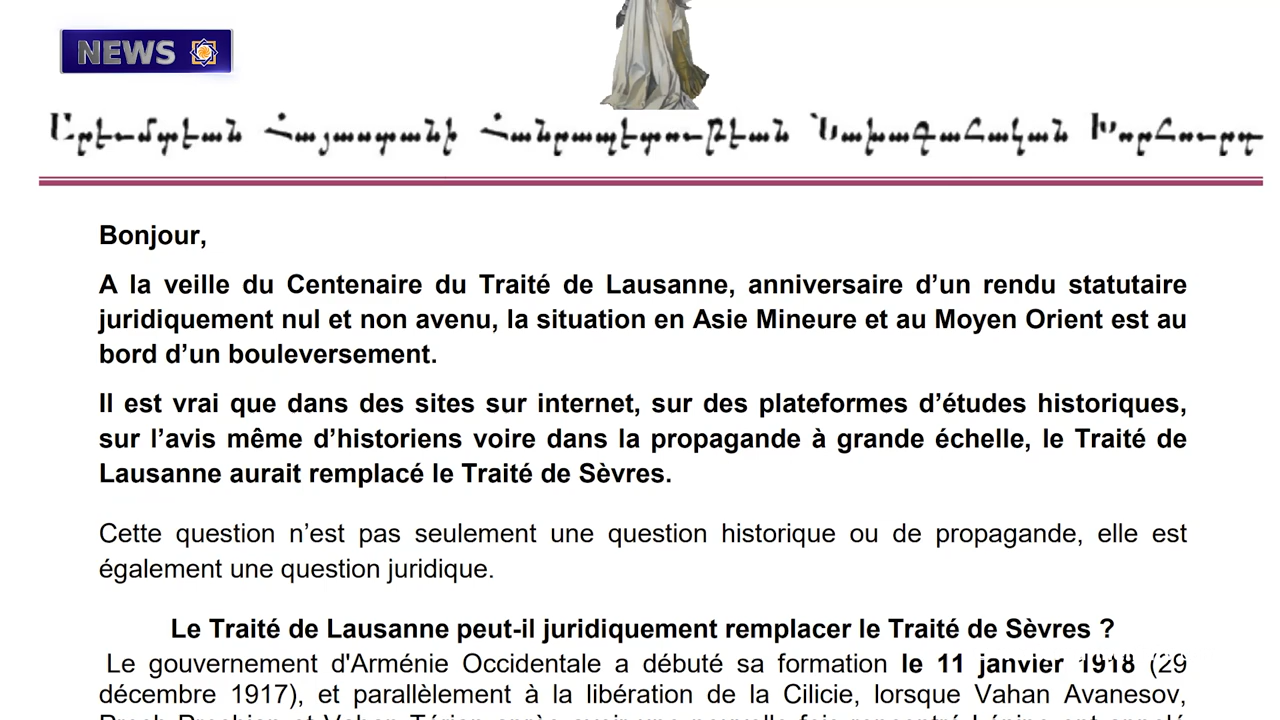 NEWS
Արեւմտեան Հայաստանի Հանրապետութեան Նախագահական Խորհուրդ
Bonjour,
A la veille du Centenaire du Traité de Lausanne, anniversaire d’un rendu statutaire
juridiquement nul et non avenu, la situation en Asie Mineure et au Moyen Orient est au
bord d’un bouleversement.
Il est vrai que dans des sites sur internet, sur des plateformes d’études historiques,
sur l’avis même d’historiens voire dans la propagande à grande échelle, le Traité de
Lausanne aurait remplacé le Traité de Sèvres.
Cette question n’est pas seulement une question historique ou de propagande, elle est
également une question juridique.
Le Traité de Lausanne peut-il juridiquement remplacer le Traité de Sèvres ?
Le gouvernement d'Arménie Occidentale a débuté sa formation le 11 janvier 1918 (29
décembre 1917), et parallèlement à la libération de la Cilicie, lorsque Vahan Avanesov,